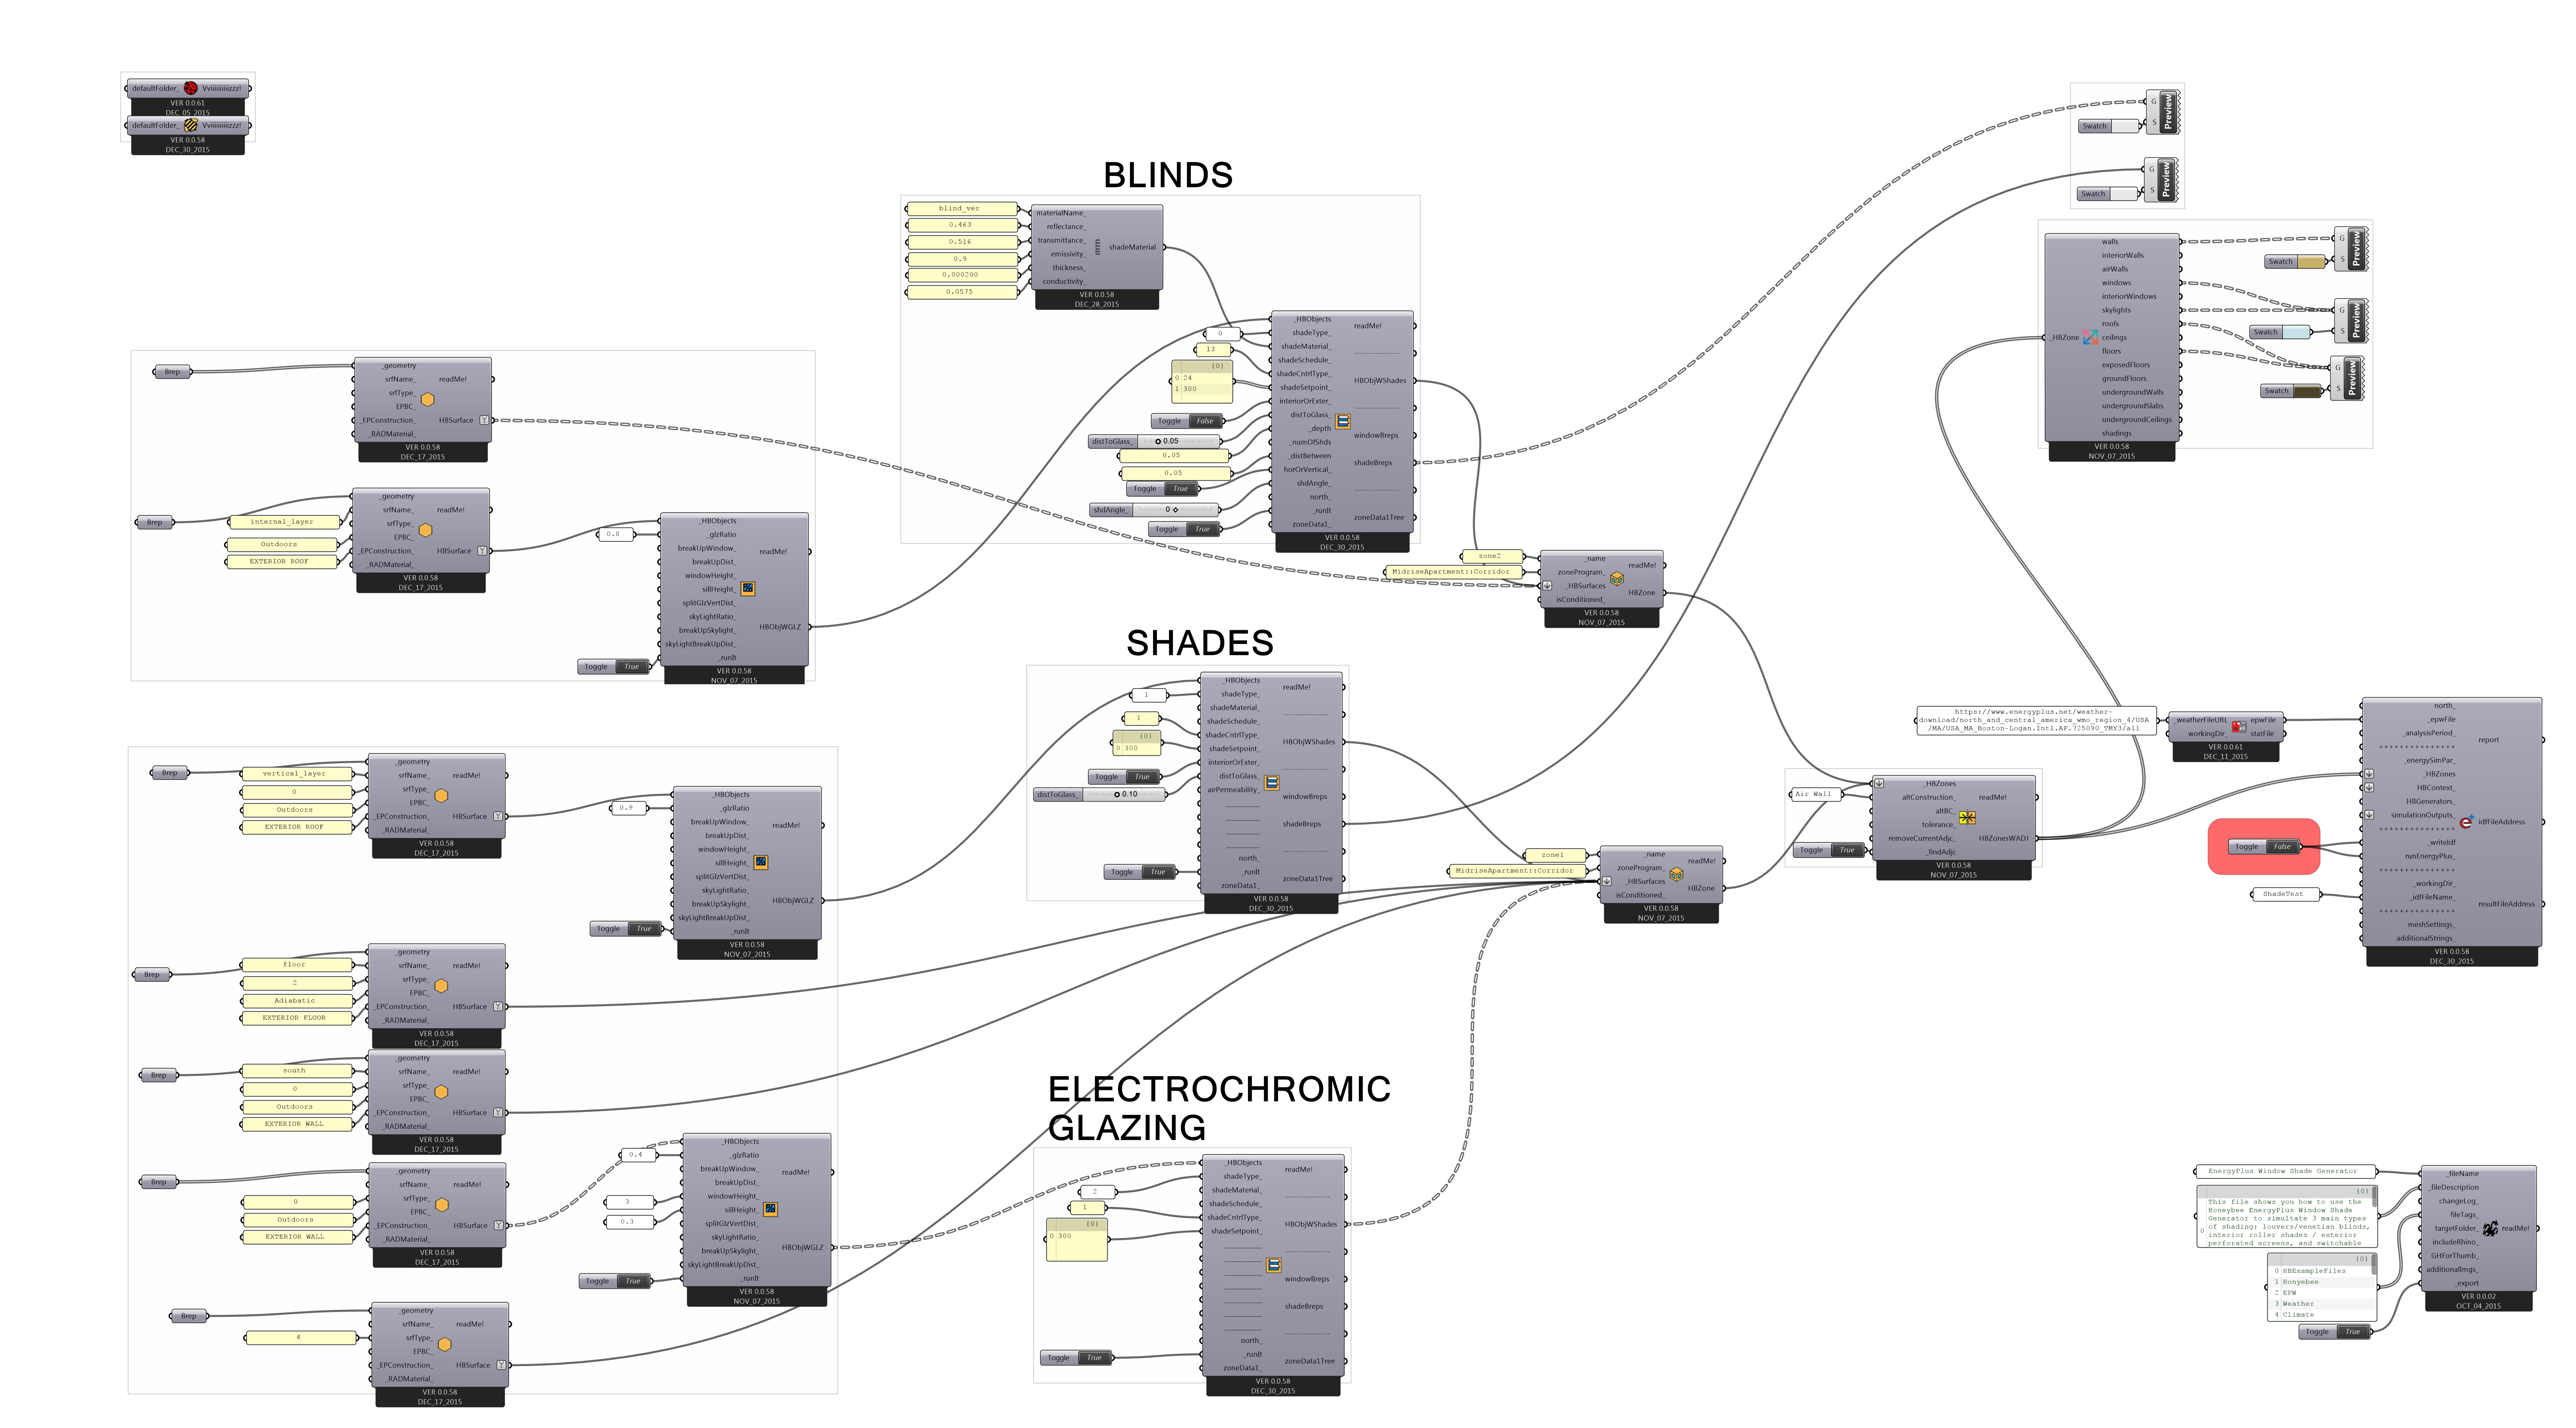 defaultFolder_ Vviiiiiiiiizzz!
VER 0.0.61
DEC_05_2015
defaultFolder_ Vviiiiiiiiizzz!
VER 0.0.58
DEC_30_2015
BLINDS
blind_ver
0.463
0.516
0.9
0.000200
0.0575
materialName_
reflectance_
transmittance_
emissivity_
thickness_
conductivity_
shadeMaterial
VER 0.0.58
DEC_28_2015
0
13
{0}
0 24
1 300
Toggle False
distToGlass_ 0.05
0.05
0.05
Toggle True
shdAngle_ 0
Toggle True
_HBObjects
shadeType_
shadeMaterial_
shadeSchedule_
shadeCntrlType_
shadeSetpoint_
interiorOrExter_
distToGlass_
_depth
_numOfShds
_distBetween
horOrVertical_
shdAngle_
north_
_runIt
zoneData1_
readMe!
HBObjWShades
windowBreps
shadeBreps
zoneData1Tree
VER 0.0.58
DEC_30_2015
Brep
_geometry
srfName_
srfType_
EPBC_
_EPConstruction_
_RADMaterial_
readMe!
HBSurface
VER 0.0.58
DEC_17_2015
Brep
internal_layer
Outdoors
EXTERIOR ROOF
_geometry
srfName_
srfType_
EPBC_
_EPConstruction_
_RADMaterial_
readMe!
HBSurface
VER 0.0.58
DEC_17_2015
0.8
Toggle True
_HBObjects
_glzRatio
breakUpWindow_
breakUpDist_
windowHeight_
sillHeight_
splitGlzVertDist_
skyLightRatio_
breakUpSkylight_
skyLightBreakUpDist_
_runIt
readMe!
HBObjWGLZ
VER 0.0.58
NOV_07_2015
zone2
MidriseApartment::Corridor
_name
zoneProgram_
_HBSurfaces
isConditioned_
readMe!
HBZone
VER 0.0.58
NOV_07_2015
SHADES
1
1
{0}
0 300
Toggle True
distToGlass_ 0.10
Toggle True
_HBObjects
shadeType_
shadeMaterial_
shadeSchedule_
shadeCntrlType_
shadeSetpoint_
interiorOrExter_
distToGlass_
airPermeability_
north_
_runIt
zoneData1_
readMe!
HBObjWShades
windowBreps
shadeBreps
zoneData1Tree
VER 0.0.58
DEC_30_2015
Brep
vertical_layer
0
Outdoors
EXTERIOR ROOF
_geometry
srfName_
srfType_
EPBC_
_EPConstruction_
_RADMaterial_
readMe!
HBSurface
VER 0.0.58
DEC_17_2015
0.9
Toggle True
_HBObjects
_glzRatio
breakUpWindow_
breakUpDist_
windowHeight_
sillHeight_
splitGlzVertDist_
skyLightRatio_
breakUpSkylight_
skyLightBreakUpDist_
_runIt
readMe!
HBObjWGLZ
VER 0.0.58
NOV_07_2015
Brep
floor
2
Adiabatic
EXTERIOR FLOOR
_geometry
srfName_
srfType_
EPBC_
_EPConstruction_
_RADMaterial_
readMe!
HBSurface
VER 0.0.58
DEC_17_2015
Brep
south
0
Outdoors
EXTERIOR WALL
_geometry
srfName_
srfType_
EPBC_
_EPConstruction_
_RADMaterial_
readMe!
HBSurface
VER 0.0.58
DEC_17_2015
Brep
0
Outdoors
EXTERIOR WALL
_geometry
srfName_
srfType_
EPBC_
_EPConstruction_
_RADMaterial_
readMe!
HBSurface
VER 0.0.58
DEC_17_2015
0.4
3
0.3
Toggle True
_HBObjects
_glzRatio
breakUpWindow_
breakUpDist_
windowHeight_
sillHeight_
splitGlzVertDist_
skyLightRatio_
breakUpSkylight_
skyLightBreakUpDist_
_runIt
readMe!
HBObjWGLZ
VER 0.0.58
NOV_07_2015
Brep
4
_geometry
srfName_
srfType_
EPBC_
_EPConstruction_
_RADMaterial_
readMe!
HBSurface
VER 0.0.58
DEC_17_2015
ELECTROCHROMIC
GLAZING
2
1
{0}
0 300
Toggle True
_HBObjects
shadeType_
shadeMaterial_
shadeSchedule_
shadeCntrlType_
shadeSetpoint_
north_
_runIt
zoneData1_
readMe!
HBObjWShades
windowBreps
shadeBreps
zoneData1Tree
VER 0.0.58
DEC_30_2015
zone1
MidriseApartment::Corridor
_name
zoneProgram_
_HBSurfaces
isConditioned_
readMe!
HBZone
VER 0.0.58
NOV_07_2015
Air Wall
Toggle True
_HBZones
altConstruction_
altBC_
tolerance_
removeCurrentAdjc_
_findAdjc
readMe!
HBZonesWADJ
VER 0.0.58
NOV_07_2015
Swatch
G
S
Preview
Swatch
G
S
Preview
_HBZone
walls
interiorWalls
airWalls
windows
interiorWindows
skylights
roofs
ceilings
floors
exposedFloors
groundFloors
undergroundWalls
undergroundSlabs
undergroundCeilings
shadings
VER 0.0.58
NOV_07_2015
Swatch
G
S
Preview
Swatch
G
S
Preview
Swatch
G
S
Preview
https://www.energyplus.net/weather-
download/north_and_central_america_wmo_region_4/USA
/MA/USA_MA_Boston-Logan.Intl.AP.725090_TMY3/all
_weatherFileURL
workingDir_
epwFile
statFile
VER 0.0.61
DEC_11_2015
Toggle False
ShadeTest
north_
_epwFile
_analysisPeriod_
+++++++++++++++
_energySimPar_
_HBZones
HBContext_
HBGenerators_
simulationOutputs_
+++++++++++++++
_writeIdf
runEnergyPlus_
+++++++++++++++
_workingDir_
_idfFileName_
+++++++++++++++
meshSettings_
additionalStrings_
report
idfFileAddress
resultFileAddress
VER 0.0.58
DEC_30_2015
EnergyPlus Window Shade Generator
{0}
0
This file shows you how to use the
Honeybee EnergyPlus Window Shade
Generator to simultate 3 main types
of shading: louvers/venetian blinds,
interior roller shades / exterior
perforated screens, and switchable
{0}
0 HBExampleFiles
1 Honyebee
2 EPW
3 Weather
4 Climate
Toggle True
_fileName
_fileDescription
changeLog_
fileTags_
targetFolder_
includeRhino_
GHForThumb_
additionalImgs_
_export
readMe!
VER 0.0.02
OCT_04_2015